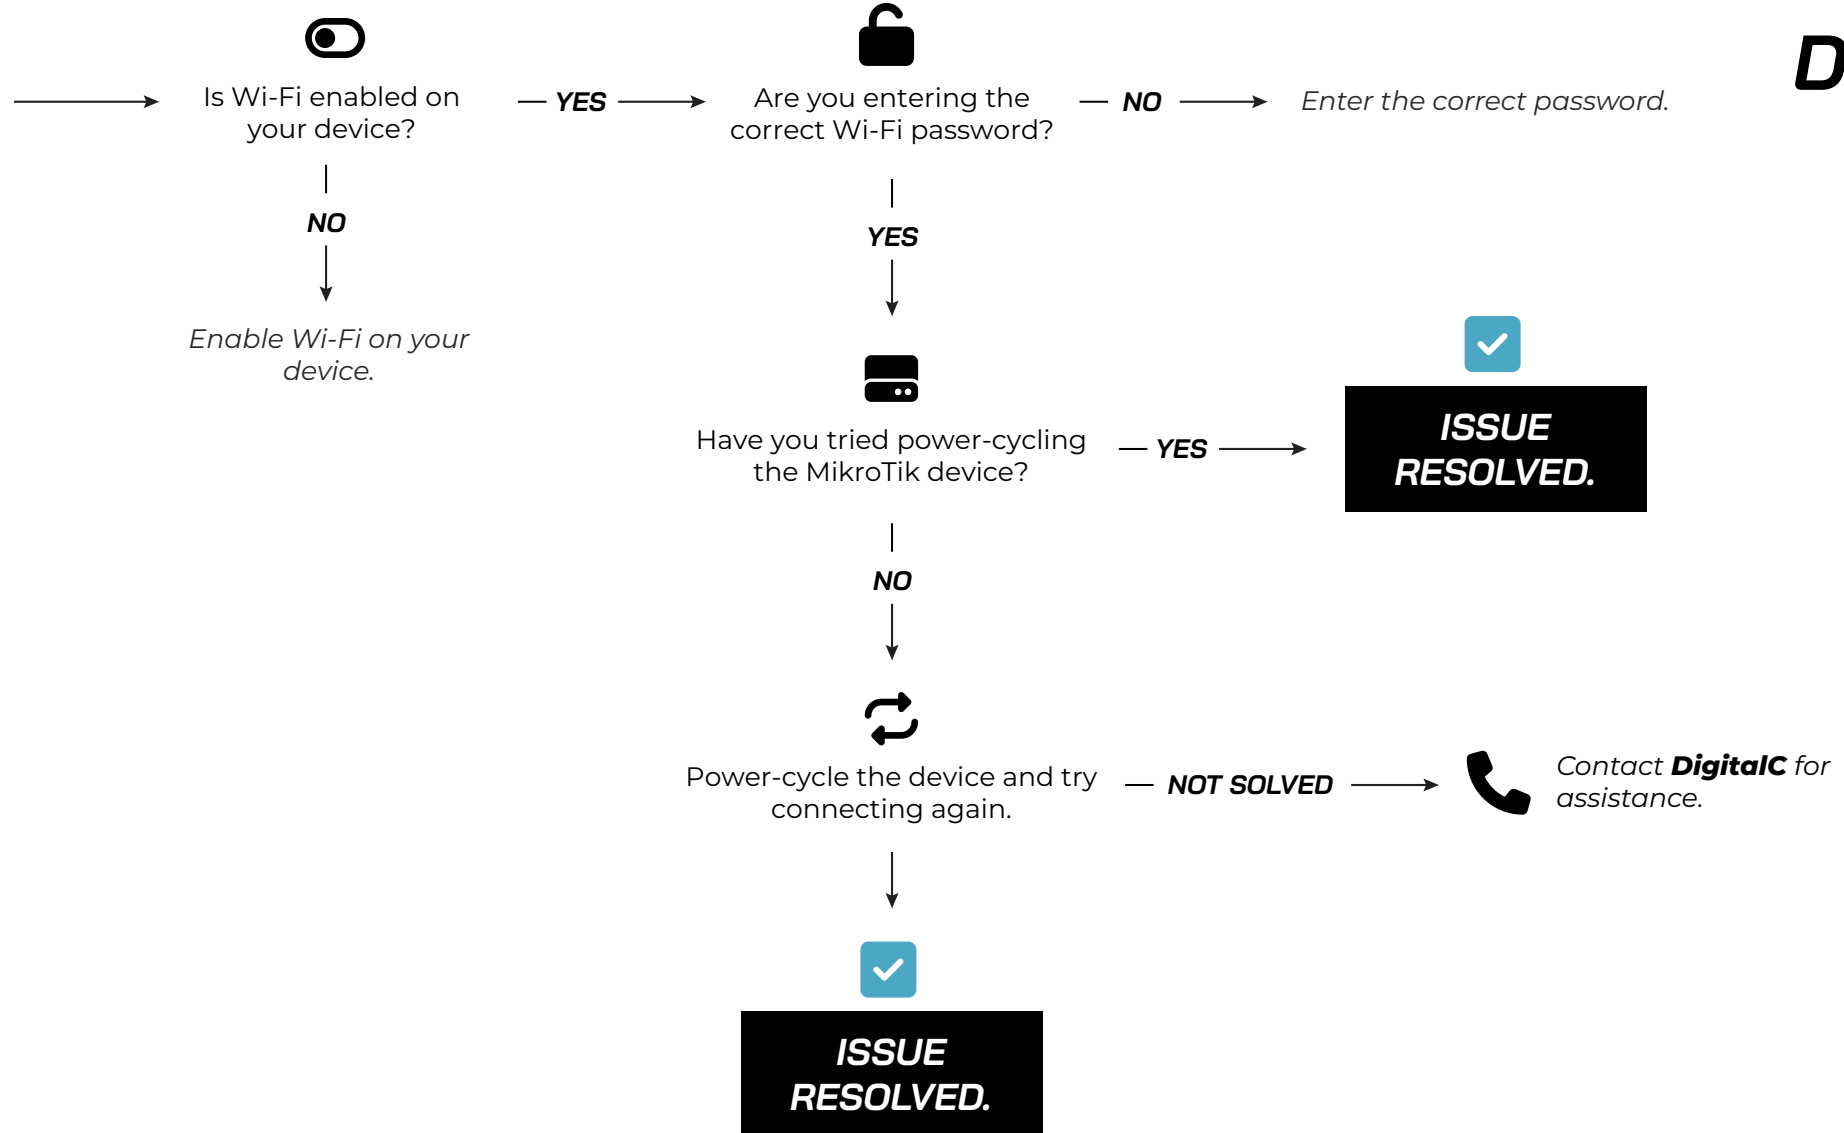 D
Is Wi-Fi enabled on
your device?
YES
Are you entering the
correct Wi-Fi password?
NO
Enter the correct password.
NO
Enable Wi-Fi on your
device.
YES
Have you tried power-cycling
the MikroTik device?
YES
ISSUE
RESOLVED.
NO
Power-cycle the device and try
connecting again.
NOT SOLVED
Contact DigitalC for
assistance.
ISSUE
RESOLVED.